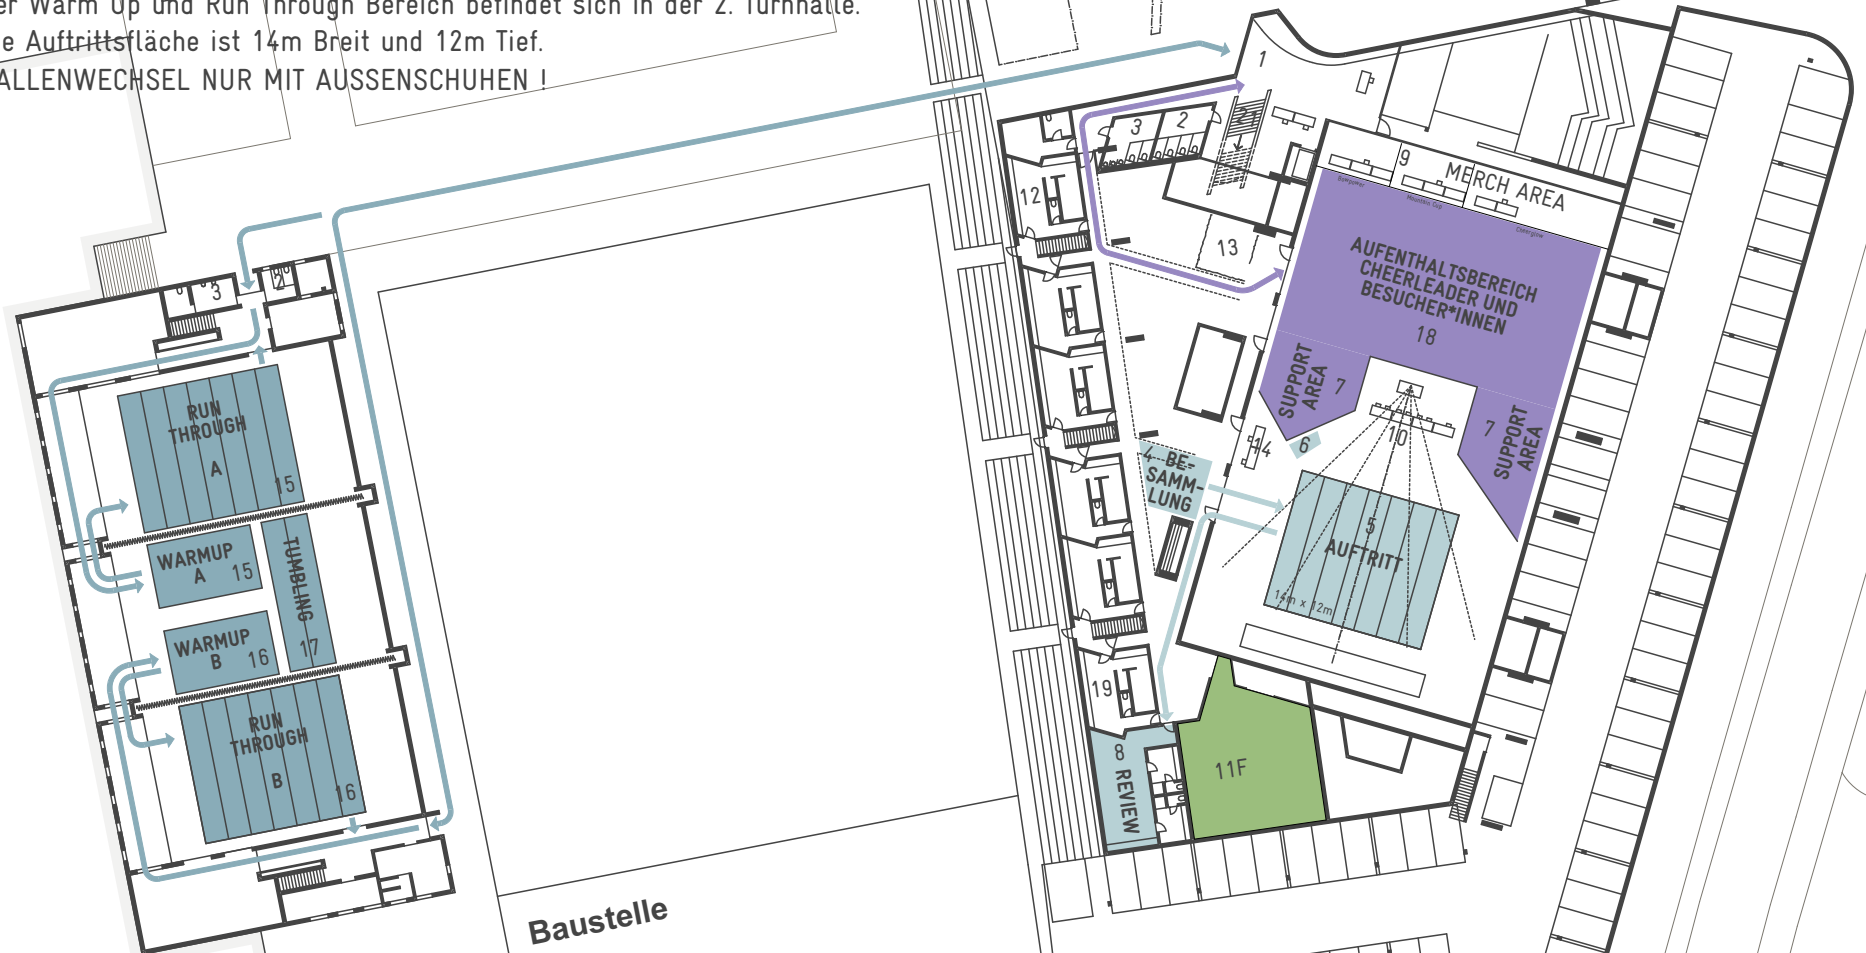 er Warm Up und Run Through Bereich befindet sich in der 2. Turnhalle.
e Auftrittsfläche ist 14m Breit und 12m Tief.
ALLENWECHSEL NUR MIT AUSSENSCHUHEN !
1
3
2
21
12
13
9
MERCH AREA
AUFENTHALTSBEREICH
CHEERLEADER UND
BESUCHER*INNEN
18
SUPPORT
AREA
7
7
SUPPORT
AREA
10
14
6
4 BE-
SAMM-
LUNG
5
AUFTRITT
14m x 12m
19
8
REVIEW
11F
3
2
RUN
THROUGH
A
15
WARMUP
A
15
TUMBLING
17
WARMUP
B
16
RUN
THROUGH
B
16
Baustelle